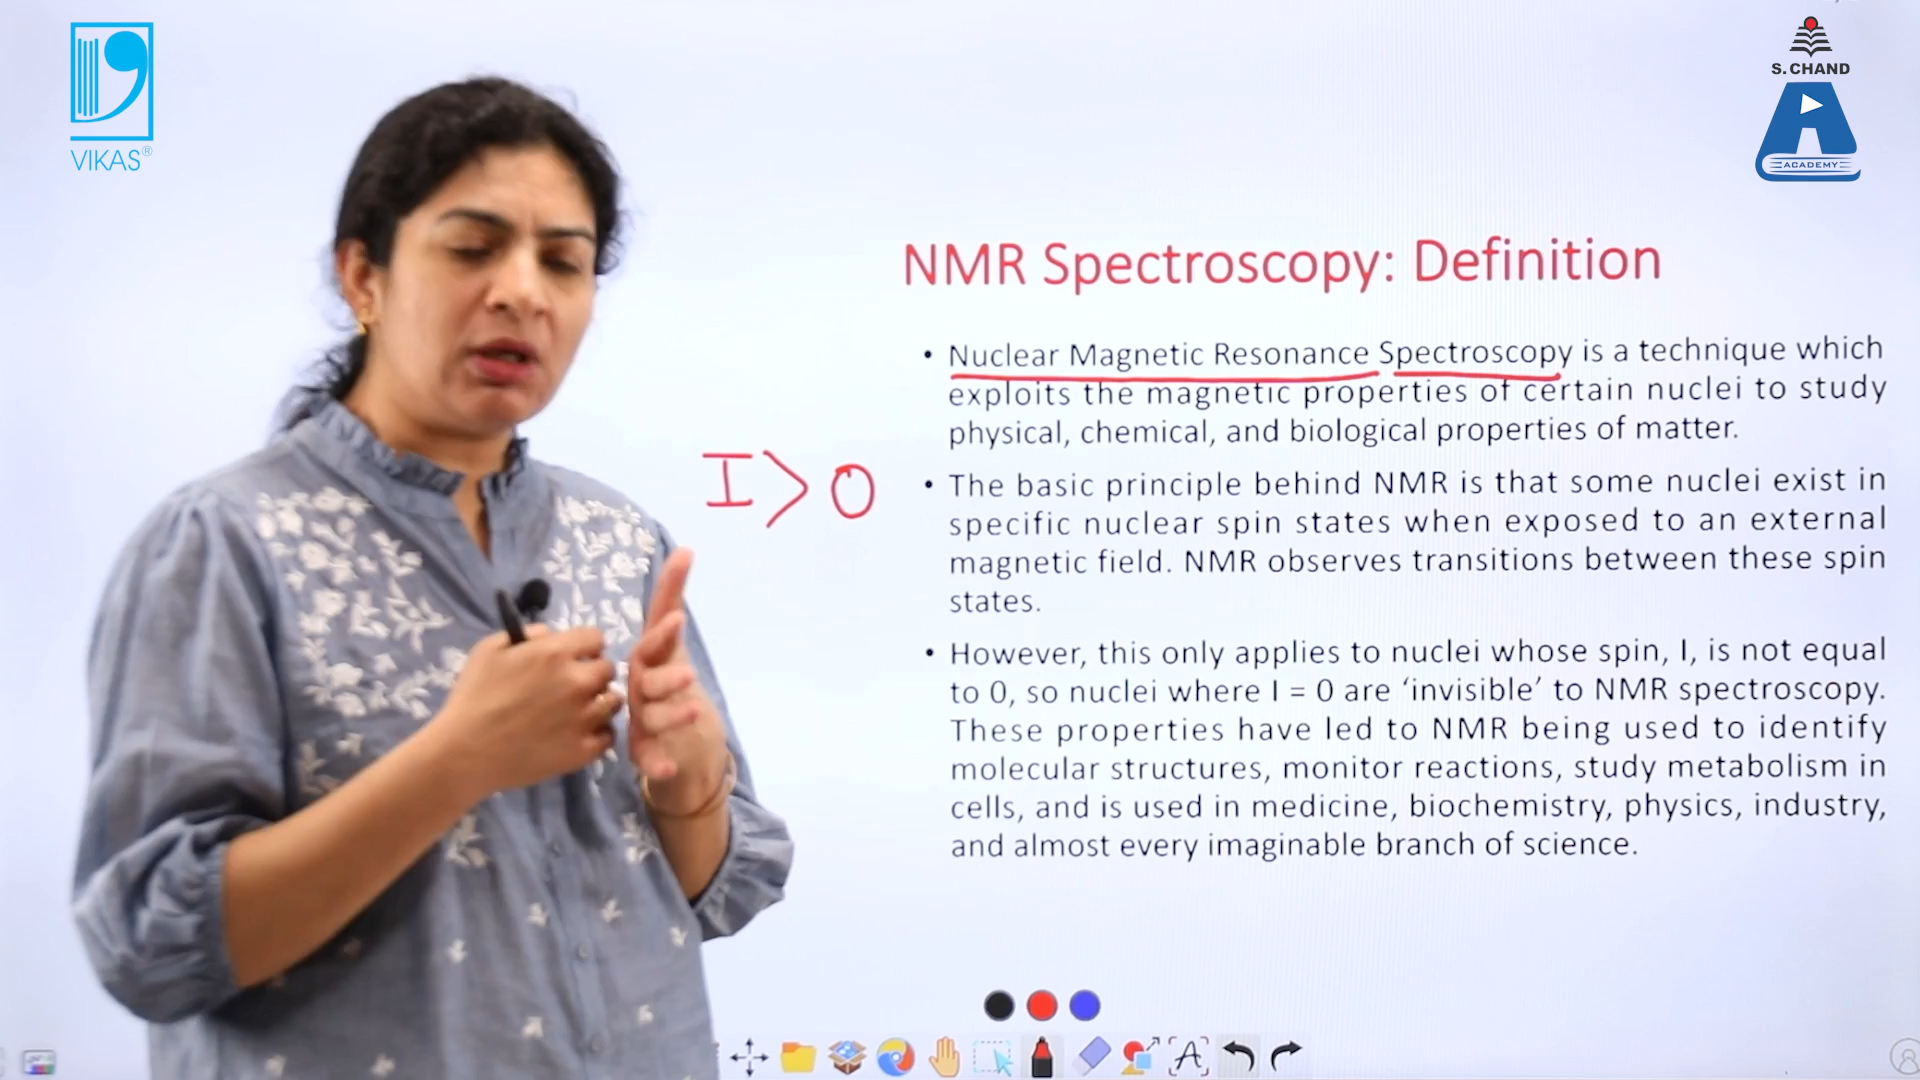 VIKAS®
S. CHAND
ACADEMY
NMR Spectroscopy: Definition
• Nuclear Magnetic Resonance Spectroscopy is a technique which
exploits the magnetic properties of certain nuclei to study
physical, chemical, and biological properties of matter.
I > 0
• The basic principle behind NMR is that some nuclei exist in
specific nuclear spin states when exposed to an external
magnetic field. NMR observes transitions between these spin
states.
• However, this only applies to nuclei whose spin, I, is not equal
to 0, so nuclei where I = 0 are ‘invisible’ to NMR spectroscopy.
These properties have led to NMR being used to identify
molecular structures, monitor reactions, study metabolism in
cells, and is used in medicine, biochemistry, physics, industry,
and almost every imaginable branch of science.
A